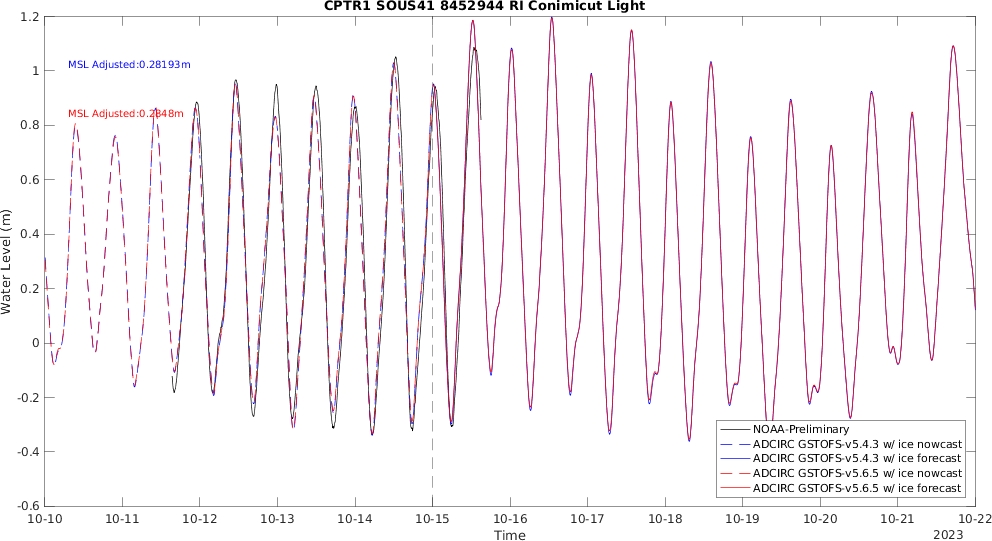 CPTR1 SOUS41 8452944 RI Conimicut Light
1.2
1
0.8
0.6
0.4
0.2
0
-0.2
-0.4
-0.6
Water Level (m)
MSL Adjusted:0.28193m
MSL Adjusted:0.2848m
NOAA-Preliminary
ADCIRC GSTOFS-v5.4.3 w/ ice nowcast
ADCIRC GSTOFS-v5.4.3 w/ ice forecast
ADCIRC GSTOFS-v5.6.5 w/ ice nowcast
ADCIRC GSTOFS-v5.6.5 w/ ice forecast
10-10 10-11 10-12 10-13 10-14 10-15 10-16 10-17 10-18 10-19 10-20 10-21 10-22
Time
2023